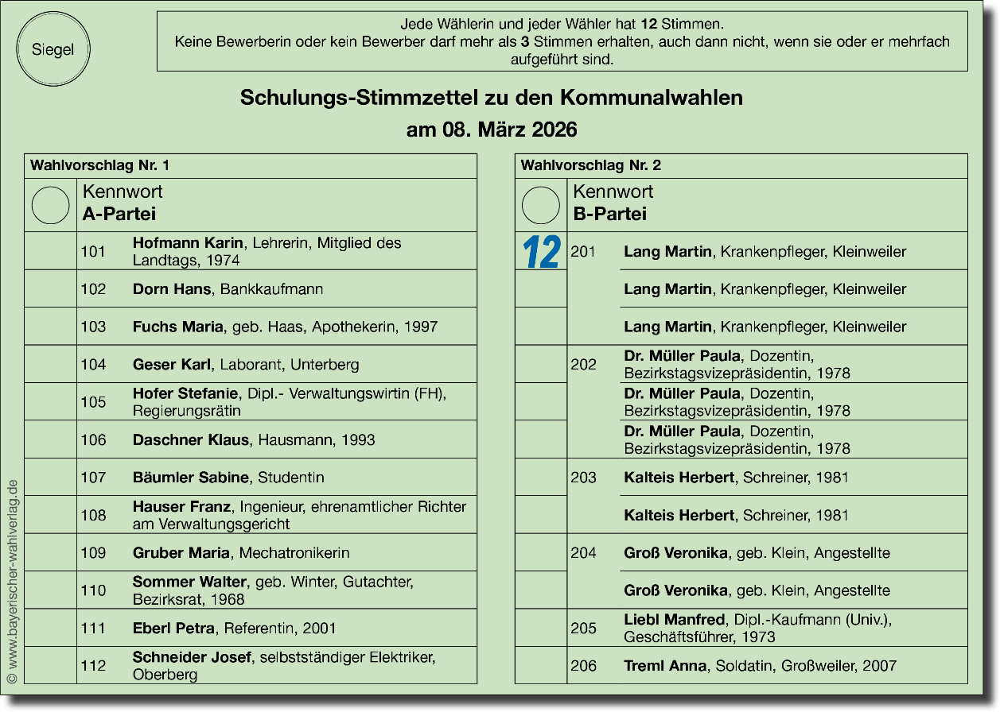 Siegel
Jede Wählerin und jeder Wähler hat 12 Stimmen.
Keine Bewerberin oder kein Bewerber darf mehr als 3 Stimmen erhalten, auch dann nicht, wenn sie oder er mehrfach
aufgeführt sind.
Schulungs-Stimmzettel zu den Kommunalwahlen
am 08. März 2026
Wahlvorschlag Nr. 1
Kennwort
A-Partei
101 Hofmann Karin, Lehrerin, Mitglied des
Landtags, 1974
102 Dorn Hans, Bankkaufmann
103 Fuchs Maria, geb. Haas, Apothekerin, 1997
104 Geser Karl, Laborant, Unterberg
105 Hofer Stefanie, Dipl.- Verwaltungswirtin (FH),
Regierungsrätin
106 Daschner Klaus, Hausmann, 1993
107 Bäumler Sabine, Studentin
108 Hauser Franz, Ingenieur, ehrenamtlicher Richter
am Verwaltungsgericht
109 Gruber Maria, Mechatronikerin
110 Sommer Walter, geb. Winter, Gutachter,
Bezirksrat, 1968
111 Eberl Petra, Referentin, 2001
112 Schneider Josef, selbstständiger Elektriker,
Oberberg
Wahlvorschlag Nr. 2
Kennwort
B-Partei
12 201 Lang Martin, Krankenpfleger, Kleinweiler
Lang Martin, Krankenpfleger, Kleinweiler
Lang Martin, Krankenpfleger, Kleinweiler
202 Dr. Müller Paula, Dozentin,
Bezirkstagsvizepräsidentin, 1978
Dr. Müller Paula, Dozentin,
Bezirkstagsvizepräsidentin, 1978
Dr. Müller Paula, Dozentin,
Bezirkstagsvizepräsidentin, 1978
203 Kalteis Herbert, Schreiner, 1981
Kalteis Herbert, Schreiner, 1981
204 Groß Veronika, geb. Klein, Angestellte
Groß Veronika, geb. Klein, Angestellte
205 Liebl Manfred, Dipl.-Kaufmann (Univ.),
Geschäftsführer, 1973
206 Treml Anna, Soldatin, Großweiler, 2007
© www.bayerischer-wahlverlag.de